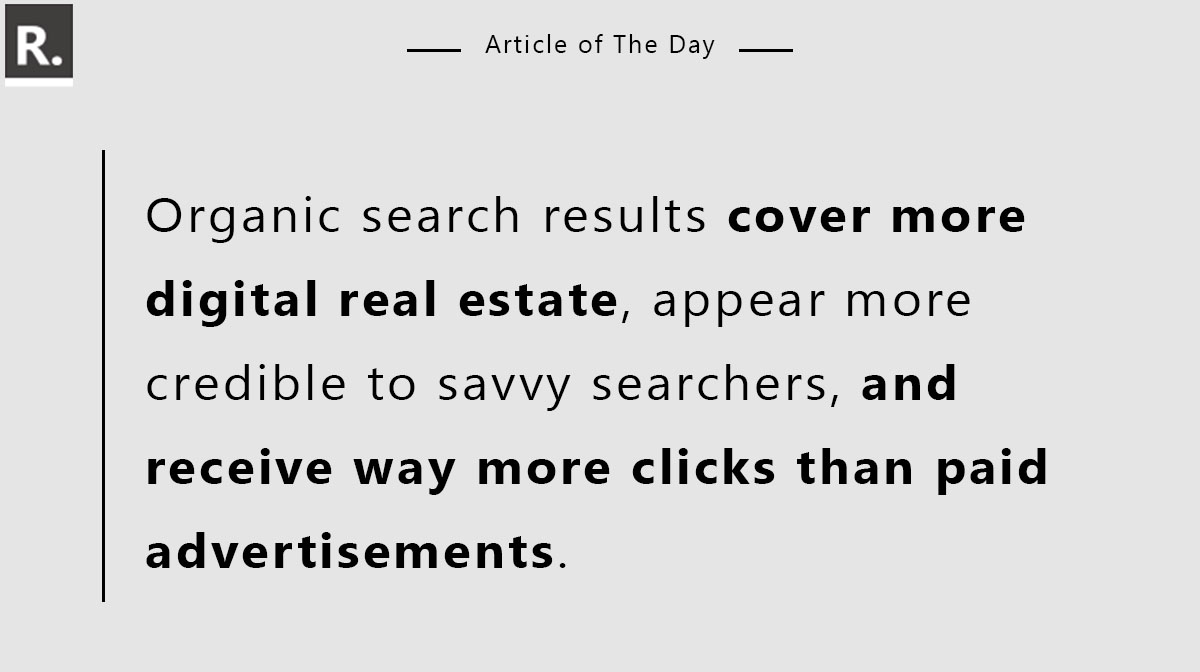 R.
Article of The Day
Organic search results cover more
digital real estate, appear more
credible to savvy searchers, and
receive way more clicks than paid
advertisements.